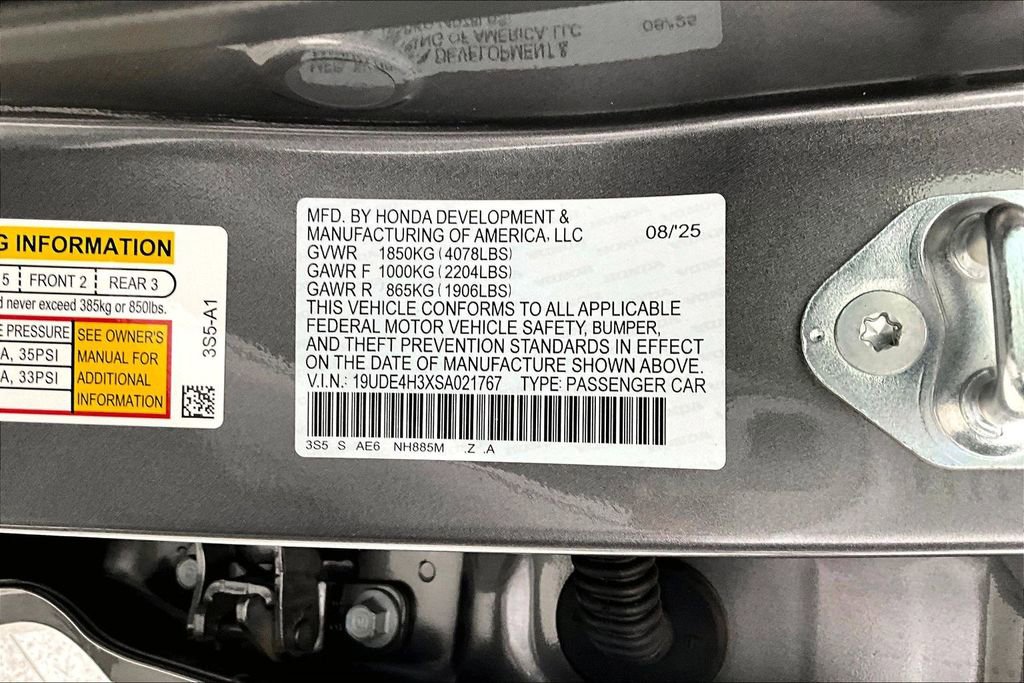 MFD. BY HONDA DEVELOPMENT &
MANUFACTURING OF AMERICA, LLC 08/'25
GVWR 1850KG (4078LBS)
GAWR F 1000KG (2204LBS)
GAWR R 865KG (1906LBS)
THIS VEHICLE CONFORMS TO ALL APPLICABLE
FEDERAL MOTOR VEHICLE SAFETY, BUMPER,
AND THEFT PREVENTION STANDARDS IN EFFECT
ON THE DATE OF MANUFACTURE SHOWN ABOVE.
V.I.N.: 19UDE4H3XSA021767 TYPE: PASSENGER CAR
3S5 S AE6 NH885M .Z .A
G INFORMATION
5 FRONT 2 REAR 3
d never exceed 385kg or 850lbs.
E PRESSURE
A, 35PSI
A, 33PSI
SEE OWNER'S
MANUAL FOR
ADDITIONAL
INFORMATION
3S5-A1